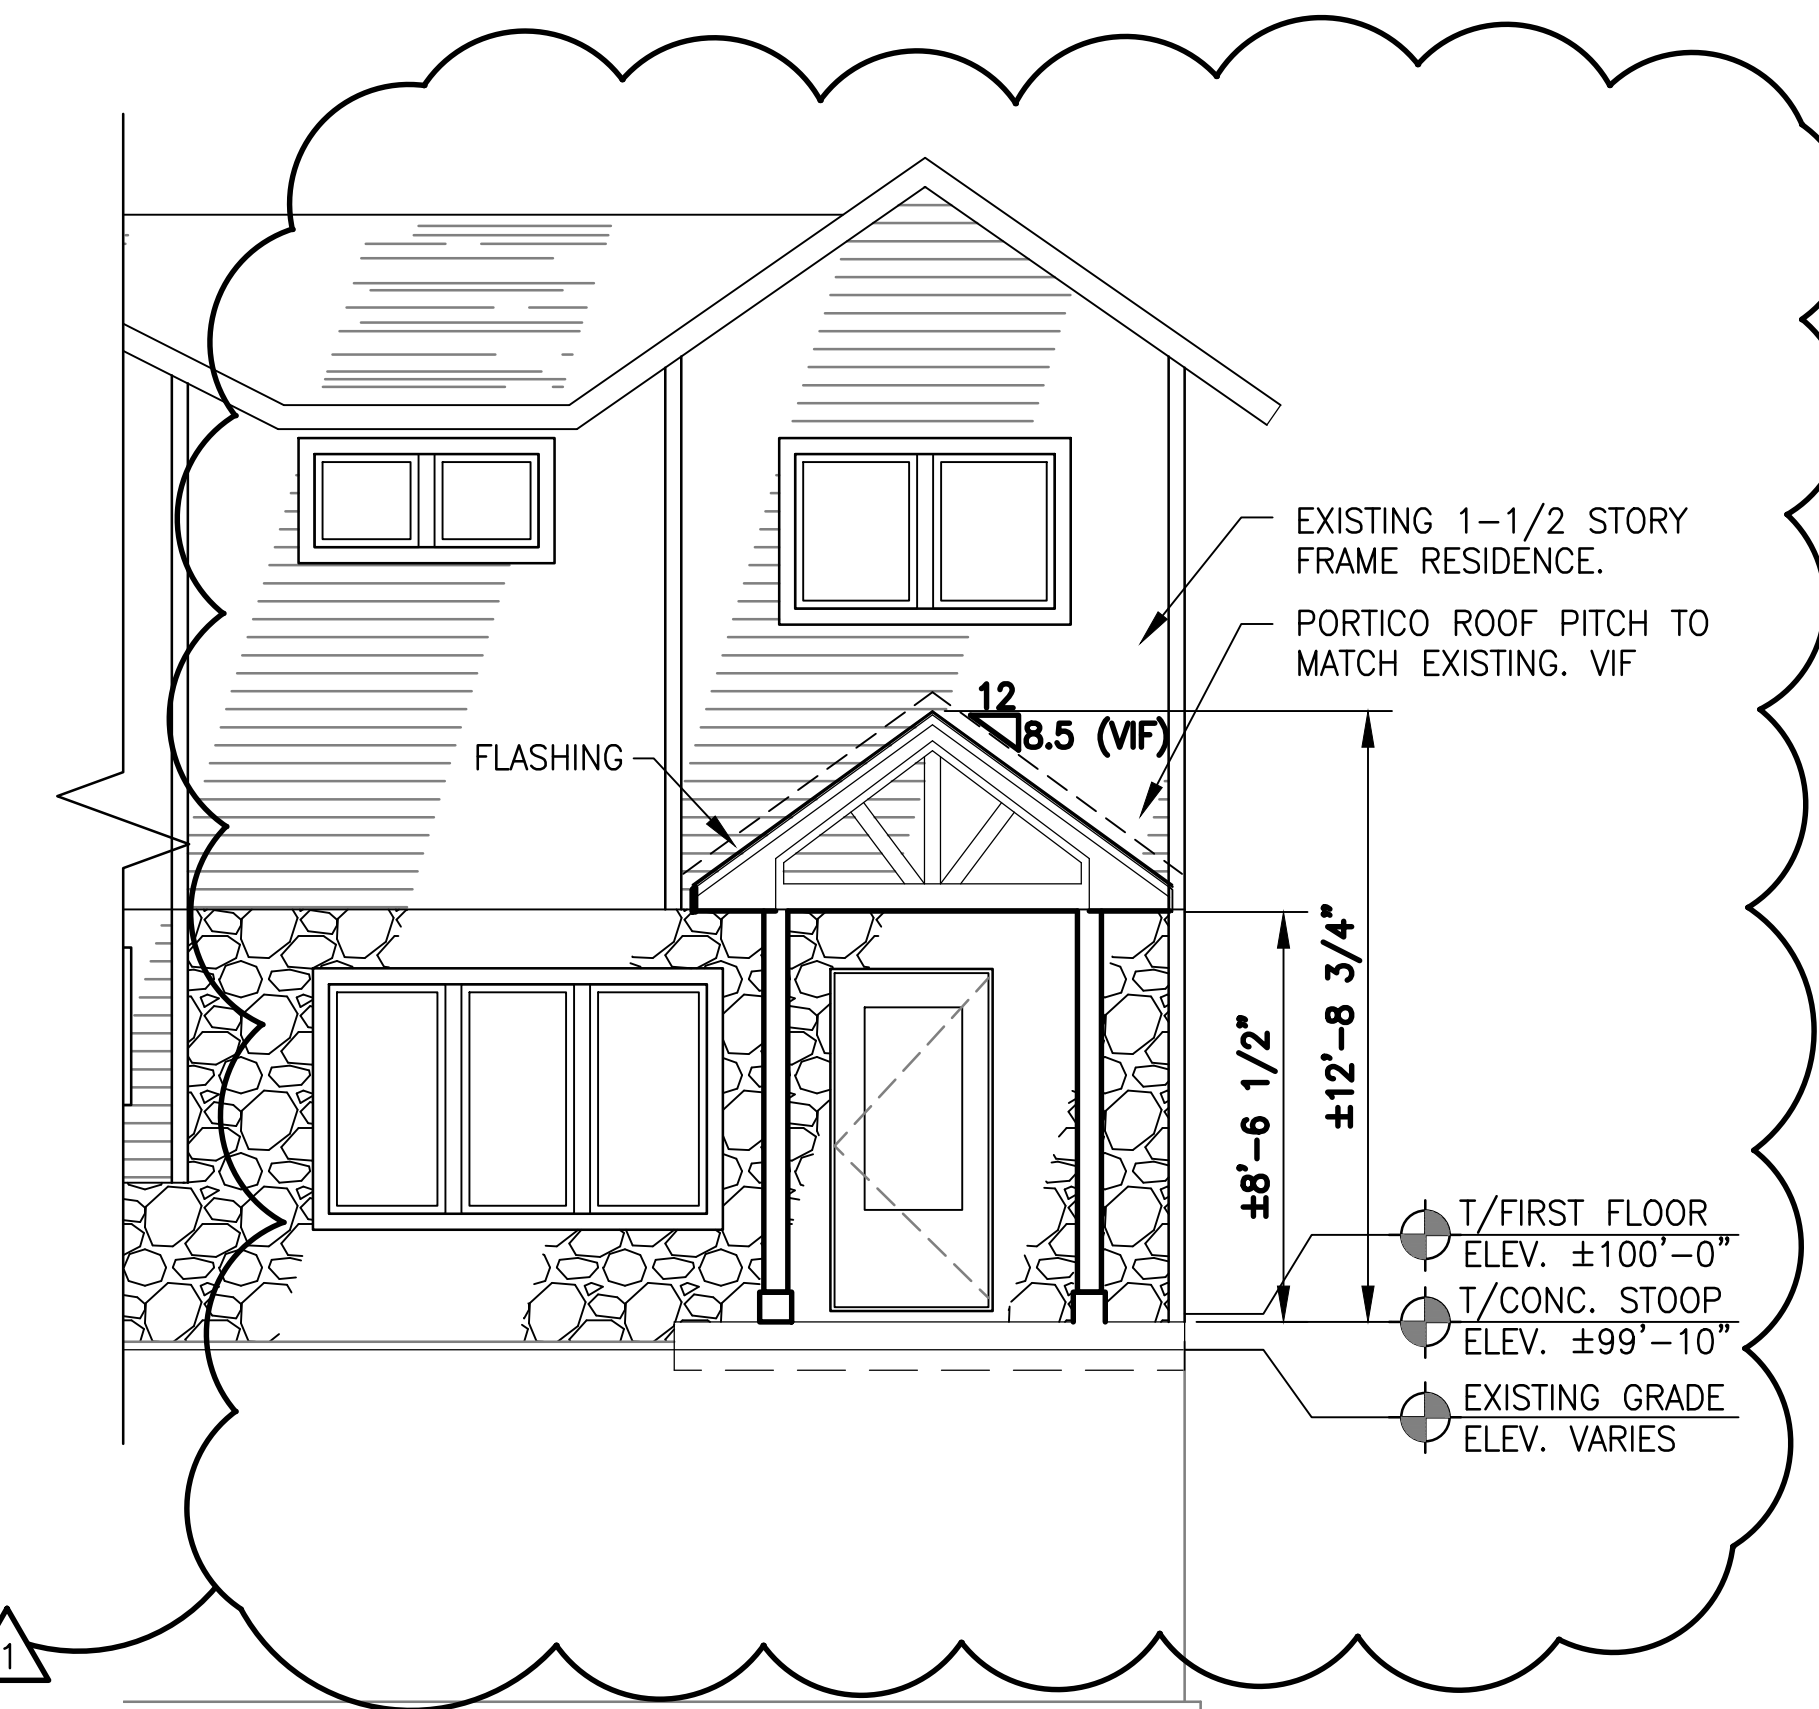 EXISTING 1-1/2 STORY
FRAME RESIDENCE.
PORTICO ROOF PITCH TO
MATCH EXISTING. VIF
12
8.5 (VIF)
FLASHING
±8'-6 1/2"
±12'-8 3/4"
T/FIRST FLOOR
ELEV. ±100'-0"
T/CONC. STOOP
ELEV. ±99'-10"
EXISTING GRADE
ELEV. VARIES
1